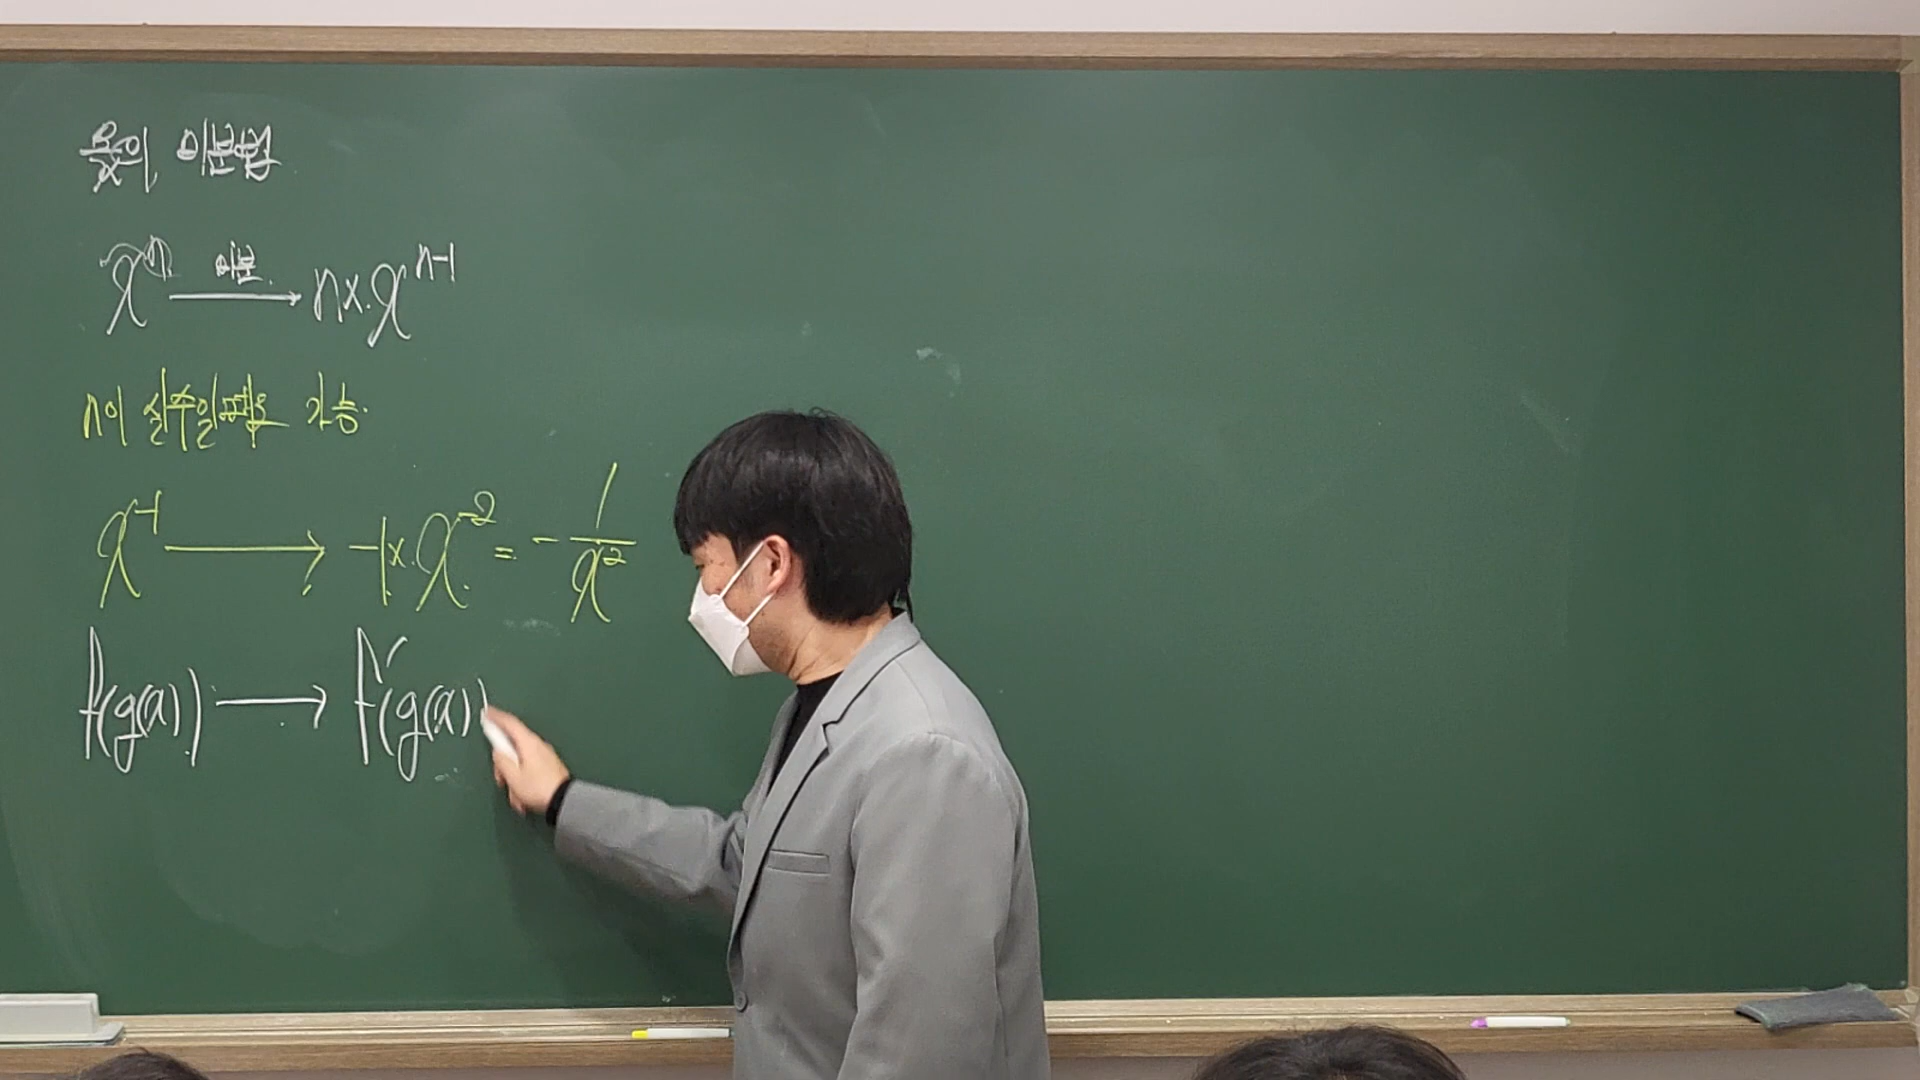 몫의 미분법
x^n 미분 → n × x^{n-1}
n이 실수일때도 가능.
x^{-1} → -1 × x^{-2} = - 1/x^2
f(g(x)) → f'(g(x))